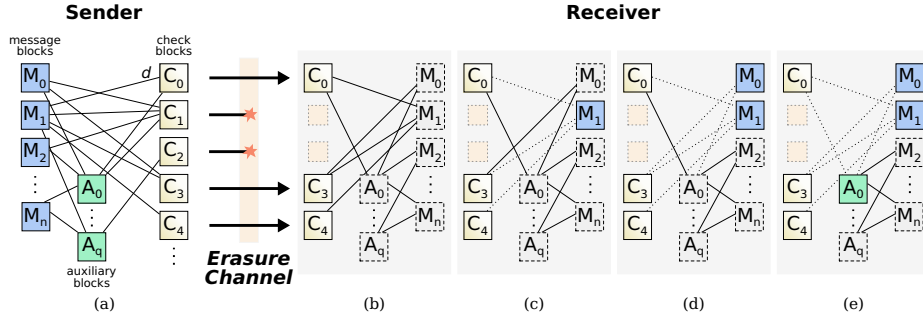 Sender
Receiver
message
blocks
check
blocks
d
M0
M1
M2
Mn
A0
Aq
C0
C1
C2
C3
C4
auxiliary
blocks
Erasure
Channel
C0
C3
C4
M0
M1
M2
Mn
A0
Aq
C0
C3
C4
M0
M1
M2
Mn
A0
Aq
C0
C3
C4
M0
M1
M2
Mn
A0
Aq
C0
C3
C4
M0
M1
M2
Mn
A0
Aq
(a)
(b)
(c)
(d)
(e)